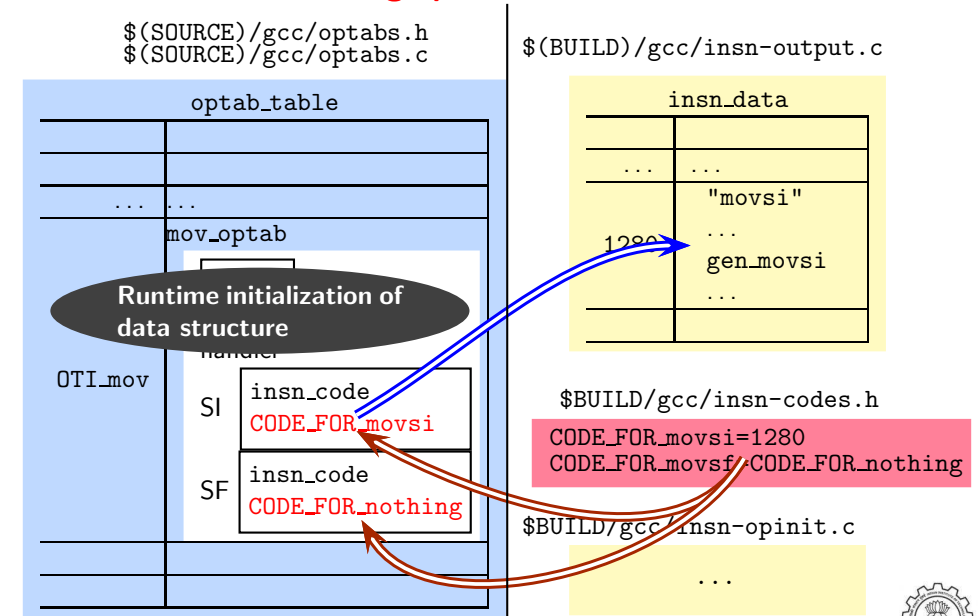 $(SOURCE)/gcc/optabs.h
$(SOURCE)/gcc/optabs.c
optab_table
... ...
mov_optab
Runtime initialization of
data structure
handler
OTI_mov
SI
insn_code
CODE_FOR_movsi
SF
insn_code
CODE_FOR_nothing
$(BUILD)/gcc/insn-output.c
insn_data
... ...
"movsi"
...
1280
gen_movsi
...
$BUILD/gcc/insn-codes.h
CODE_FOR_movsi=1280
CODE_FOR_movsf=CODE_FOR_nothing
$BUILD/gcc/insn-opinit.c
...